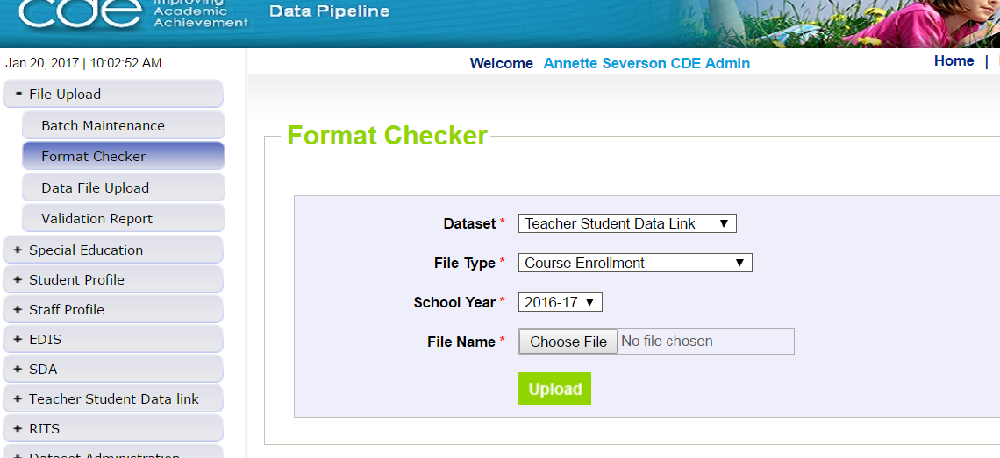 cde Improving
Academic
Achievement
Data Pipeline
Jan 20, 2017 | 10:02:52 AM
Welcome Annette Severson CDE Admin
Home |
- File Upload
Batch Maintenance
Format Checker
Data File Upload
Validation Report
+ Special Education
+ Student Profile
+ Staff Profile
+ EDIS
+ SDA
+ Teacher Student Data link
+ RITS
+ Dataset Administration
Format Checker
Dataset * Teacher Student Data Link ▼
File Type * Course Enrollment ▼
School Year * 2016-17 ▼
File Name * Choose File No file chosen
Upload